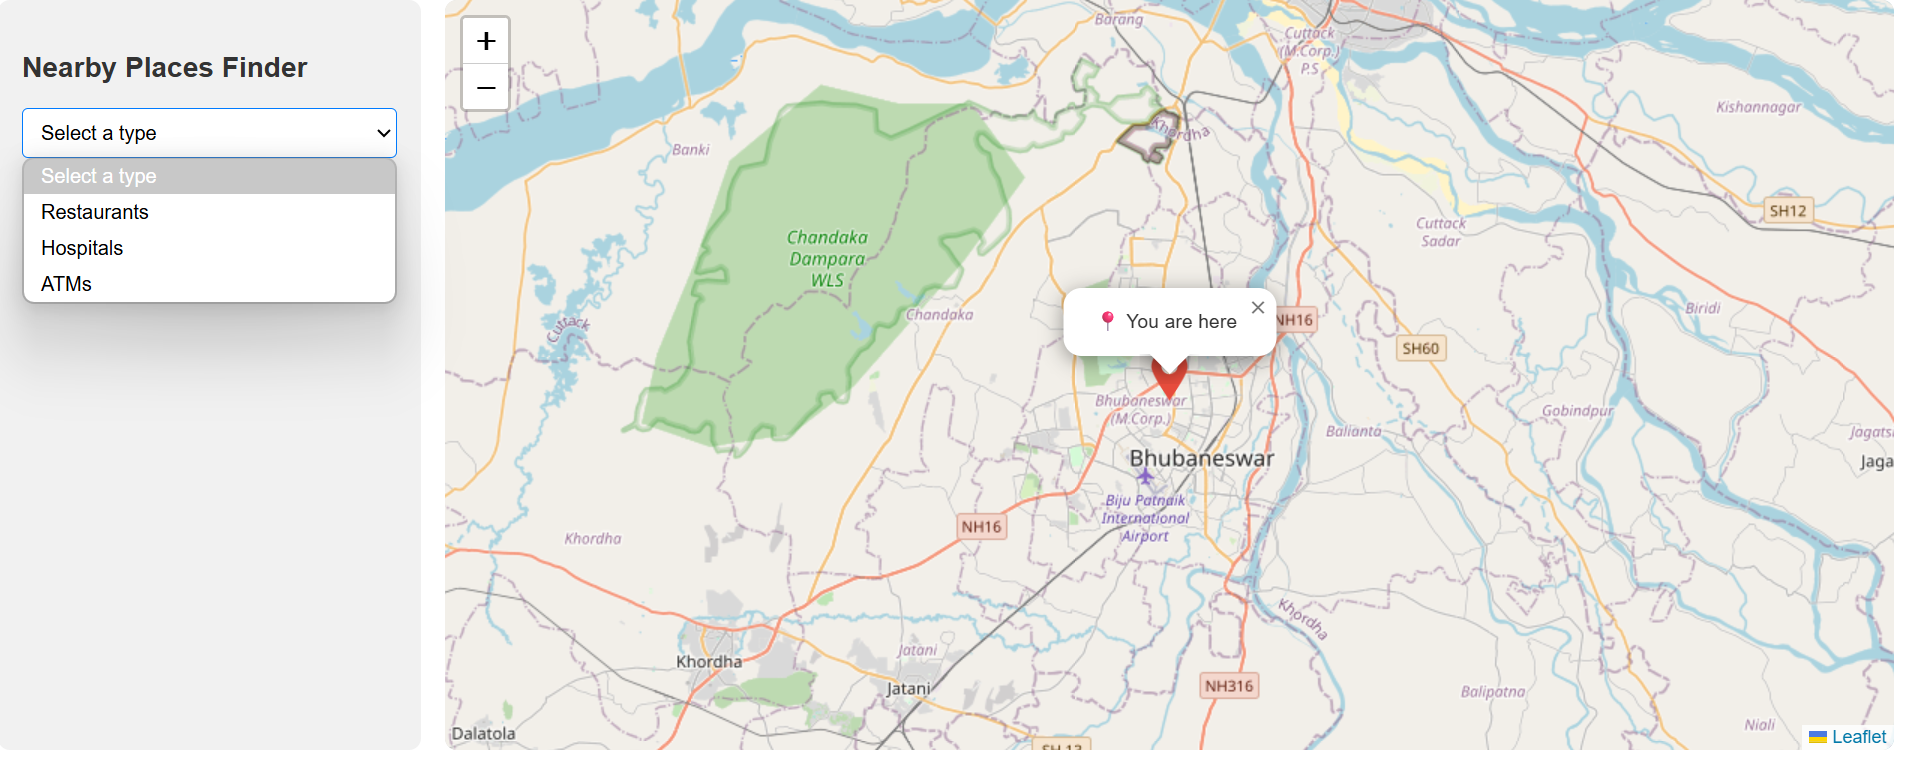 Nearby Places Finder
Select a type
Select a type
Restaurants
Hospitals
ATMs
+
−
Barang
Cuttack
(M.Corp.)
P.S
Kishannagar
Khordha
Banki
SH12
Cuttack
Sadar
Chandaka
Dampara
WLS
Chandaka
Biridi
Cuttack
📍 You are here
×
NH16
SH60
Bhubaneswar
(M.Corp.)
Gobindpur
Balianta
Jagats
Jaga
Bhubaneswar
Biju Patnaik
International
Airport
NH16
Khordha
Khordha
Khordha
Jatani
Jatani
NH316
Balipatna
Niali
Dalatola
SH 13
Leaflet